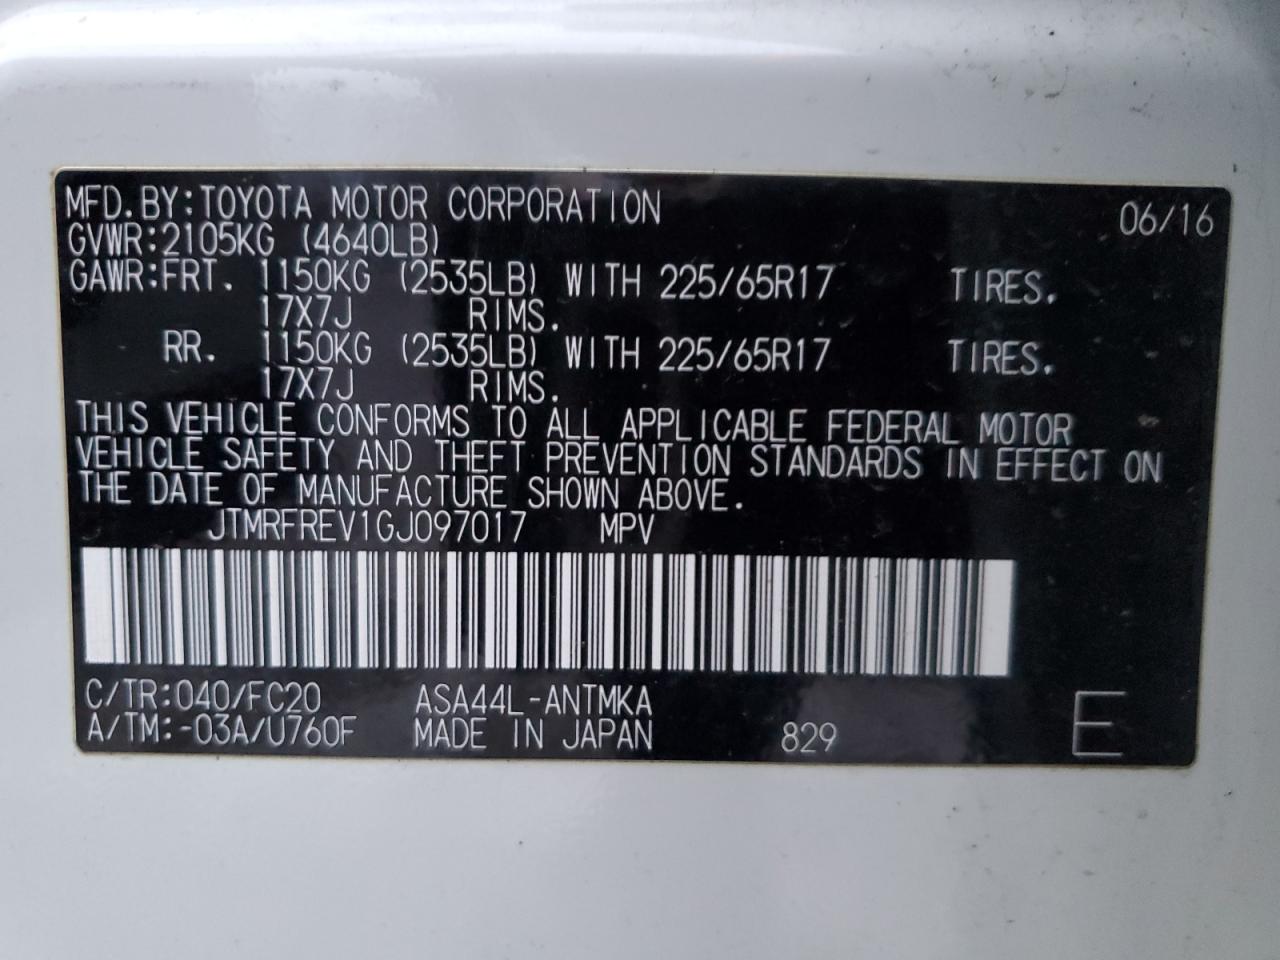 MFD.BY:TOYOTA MOTOR CORPORATION 06/16
GVWR:2105KG (4640LB)
GAWR:FRT. 1150KG (2535LB) WITH 225/65R17 TIRES.
17X7J RIMS.
RR. 1150KG (2535LB) WITH 225/65R17 TIRES.
17X7J RIMS.
THIS VEHICLE CONFORMS TO ALL APPLICABLE FEDERAL MOTOR
VEHICLE SAFETY AND THEFT PREVENTION STANDARDS IN EFFECT ON
THE DATE OF MANUFACTURE SHOWN ABOVE.
JTMRFREV1GJ097017 MPV
C/TR:040/FC20 ASA44L-ANTMKA
A/TM:-03A/U760F MADE IN JAPAN 829 E